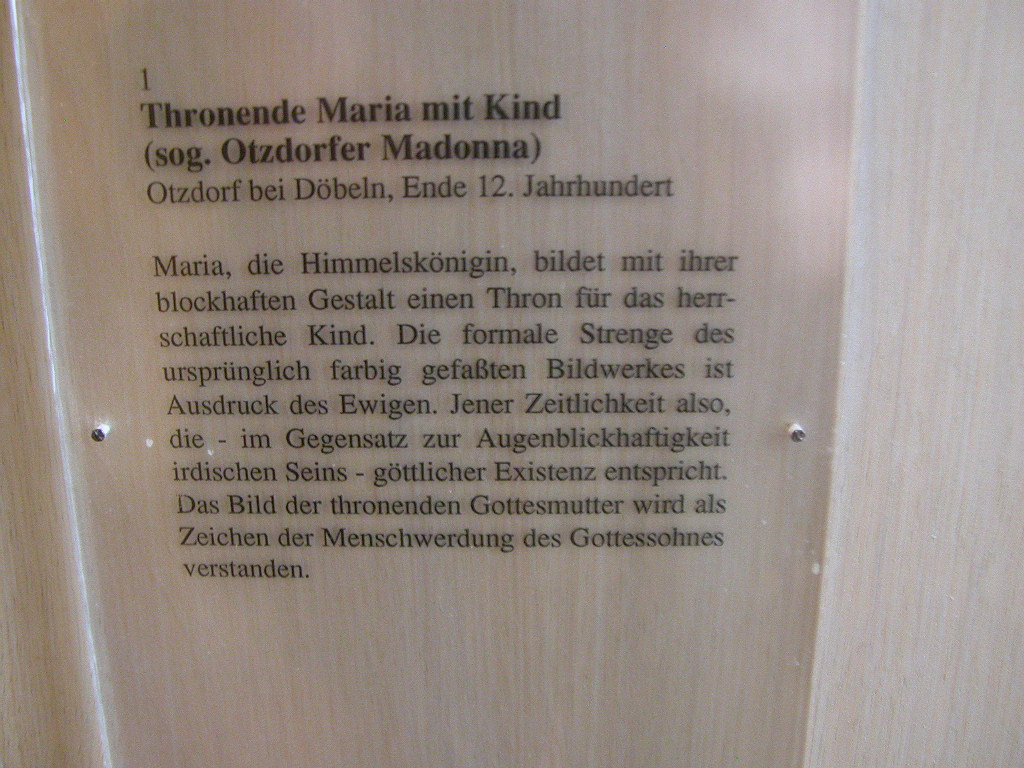 1
Thronende Maria mit Kind
(sog. Otzdorfer Madonna)
Otzdorf bei Döbeln, Ende 12. Jahrhundert
Maria, die Himmelskönigin, bildet mit ihrer
blockhaften Gestalt einen Thron für das herr-
schaftliche Kind. Die formale Strenge des
ursprünglich farbig gefaßten Bildwerkes ist
Ausdruck des Ewigen. Jener Zeitlichkeit also,
die - im Gegensatz zur Augenblickhaftigkeit
irdischen Seins - göttlicher Existenz entspricht.
Das Bild der thronenden Gottesmutter wird als
Zeichen der Menschwerdung des Gottessohnes
verstanden.